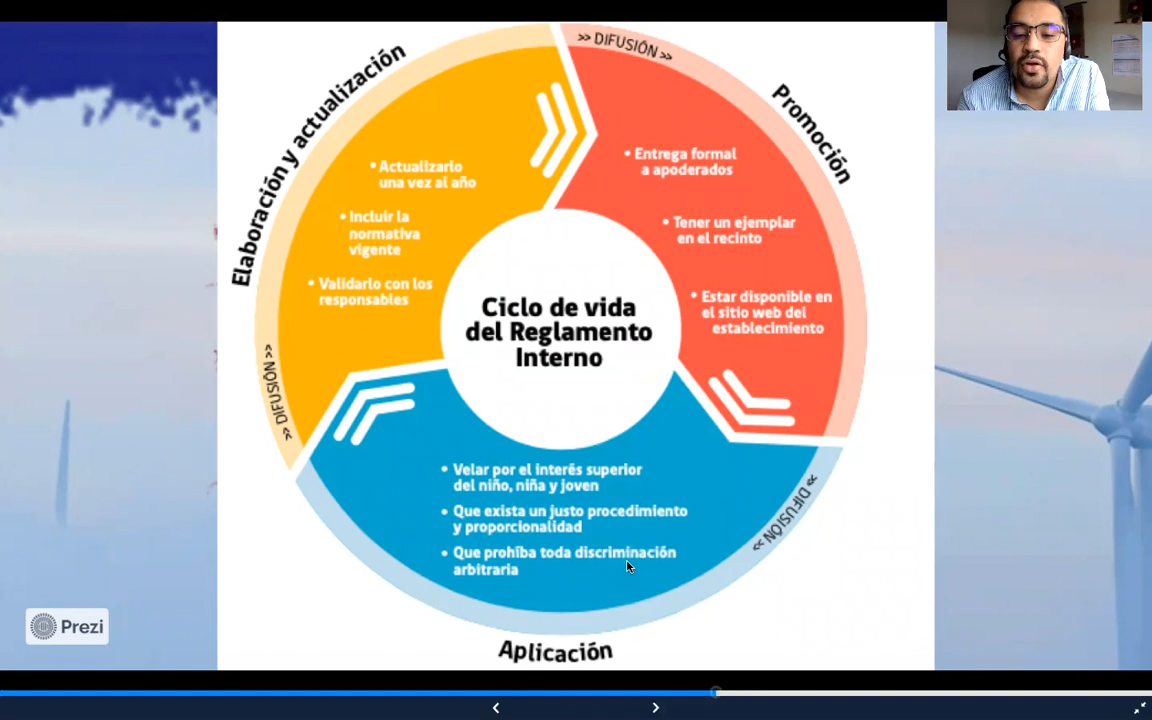 Elaboración y actualización
>> DIFUSIÓN >>
Promoción
• Actualizarlo
una vez al año
• Incluir la
normativa
vigente
• Validarlo con los
responsables
• Entrega formal
a apoderados
• Tener un ejemplar
en el recinto
• Estar disponible en
el sitio web del
establecimiento
Ciclo de vida
del Reglamento
Interno
>> DIFUSIÓN >>
• Velar por el interés superior
del niño, niña y joven
• Que exista un justo procedimiento
y proporcionalidad
• Que prohíba toda discriminación
arbitraria
>> DIFUSIÓN >>
Aplicación
Prezi